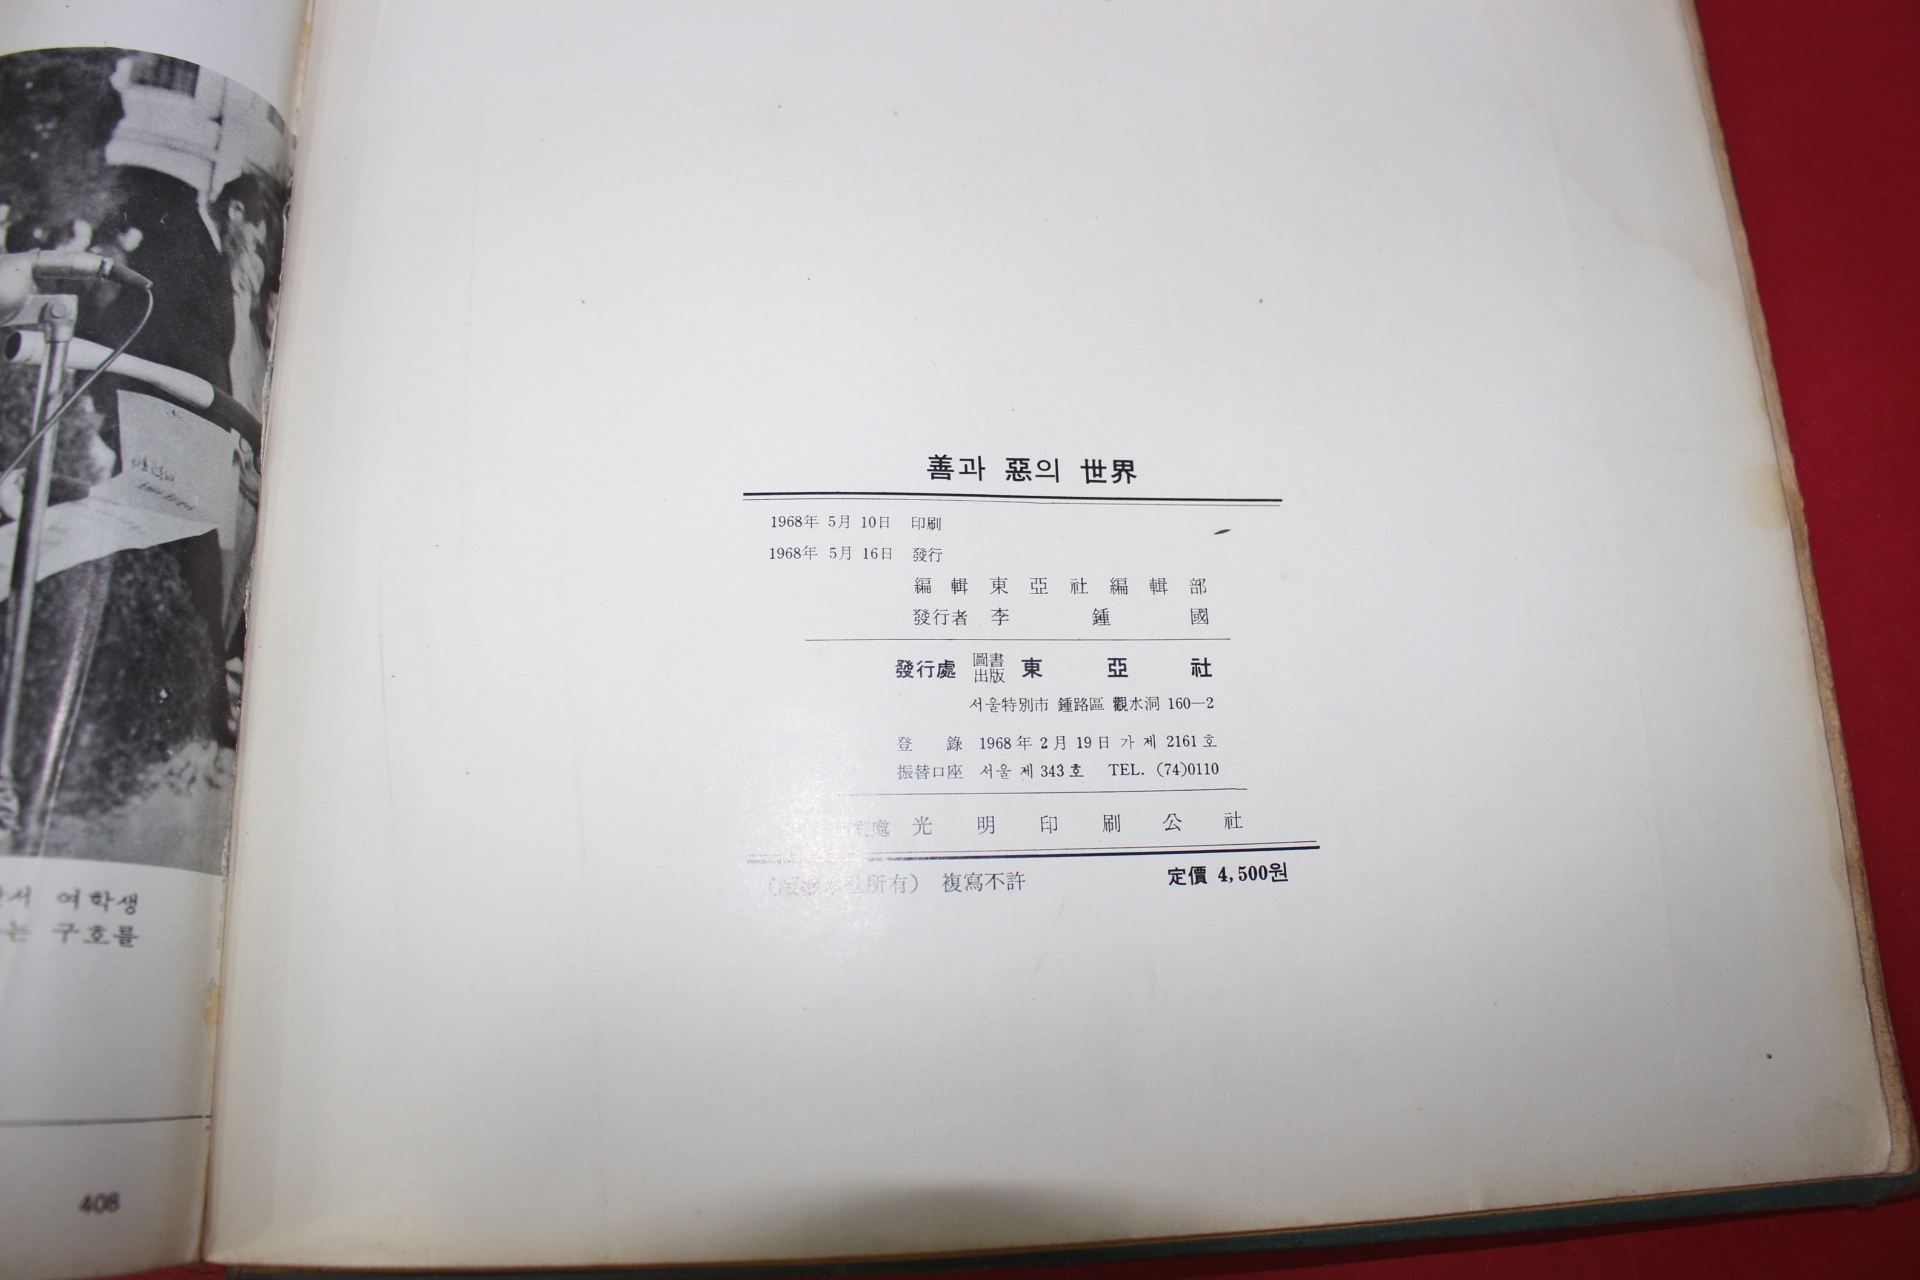 서 여학생
는 구호를
408
善과 惡의 世界
1968年 5月 10日 印刷
1968年 5月 16日 發行
編輯 東亞社編輯部
發行者 李鍾國
發行處 圖書出版 東亞社
서울特別市 鍾路區 觀水洞 160—2
登錄 1968年 2月 19日 가 제 2161호
振替口座 서울 제 343호 TEL. (74)0110
處 光明印刷公社
所有) 複寫不許
定價 4,500원